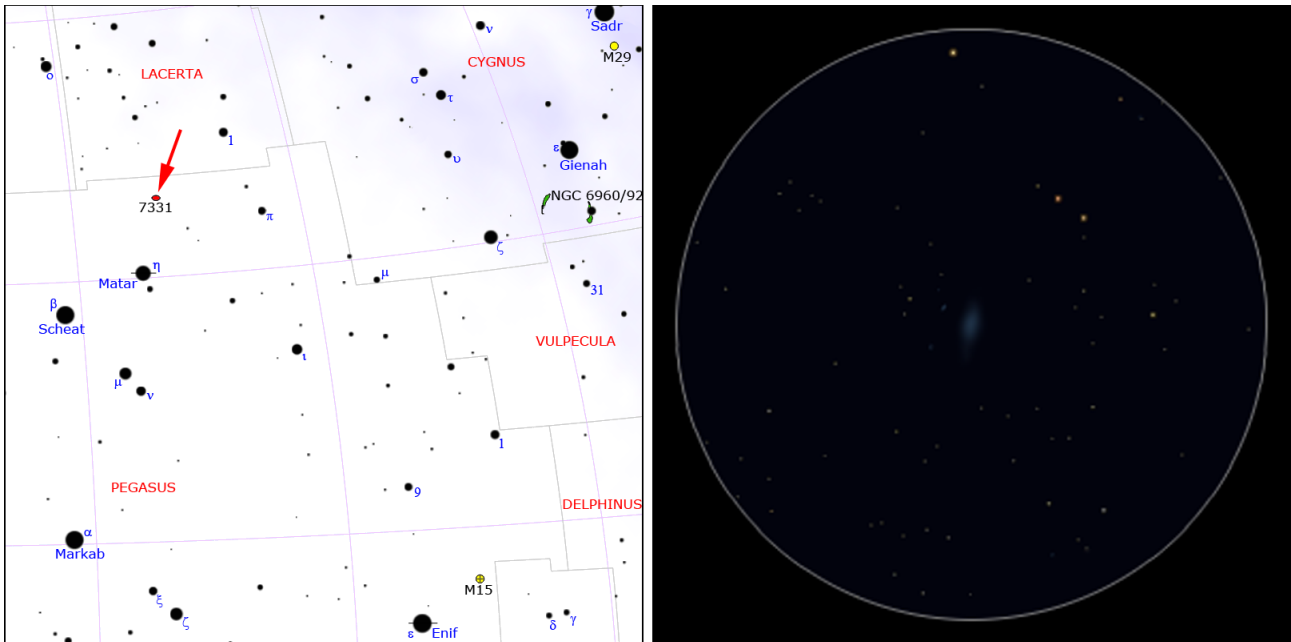 γ
Sadr
ν
M29
CYGNUS
LACERTA
ο
σ
τ
1
υ
ε
Gienah
NGC 6960/92
7331
π
ζ
η
Matar
μ
31
β
Scheat
VULPECULA
ι
μ
ν
1
PEGASUS
9
DELPHINUS
α
Markab
M15
ξ
ζ
ε
Enif
δ
γ